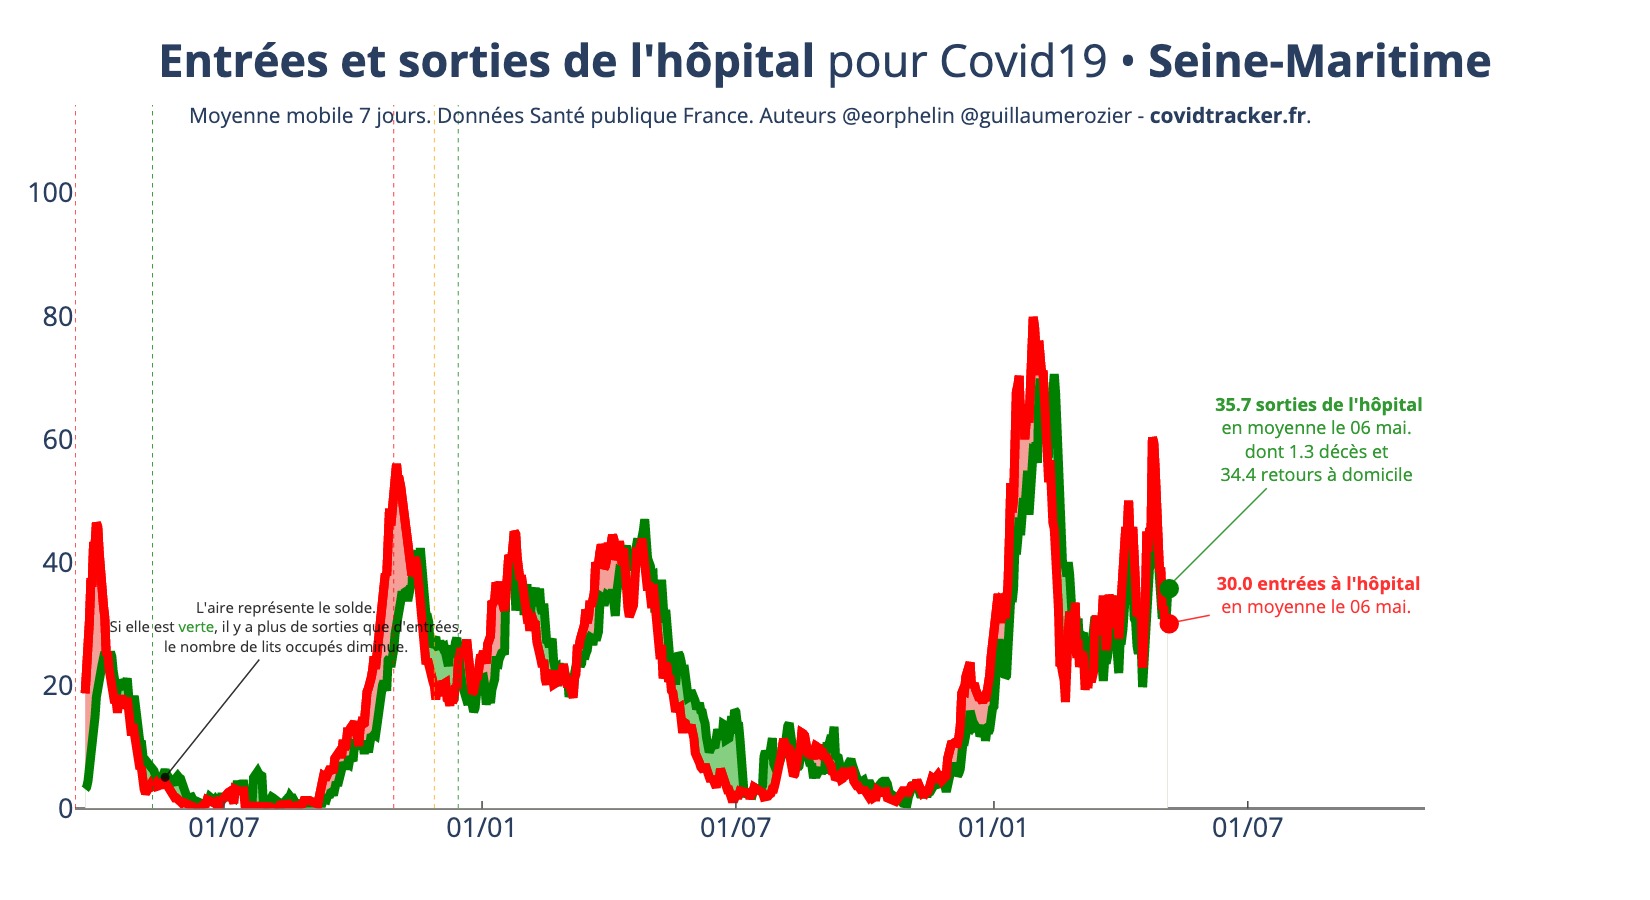 Entrées et sorties de l'hôpital pour Covid19 • Seine-Maritime
Moyenne mobile 7 jours. Données Santé publique France. Auteurs @eorphelin @guillaumerozier - covidtracker.fr.
100
80
60
40
20
0
L'aire représente le solde.
Si elle est verte, il y a plus de sorties que d'entrées,
le nombre de lits occupés diminue.
35.7 sorties de l'hôpital
en moyenne le 06 mai.
dont 1.3 décès et
34.4 retours à domicile
30.0 entrées à l'hôpital
en moyenne le 06 mai.
01/07
01/01
01/07
01/01
01/07